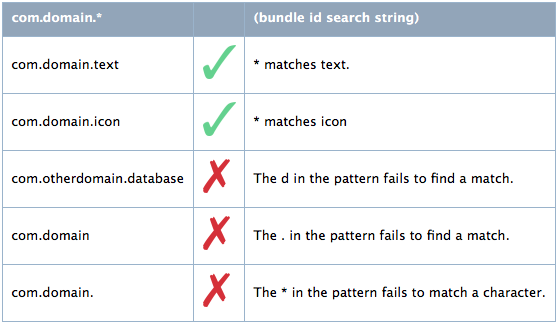 com.domain.* (bundle id search string)
com.domain.text * matches text.
com.domain.icon * matches icon
com.otherdomain.database The d in the pattern fails to find a match.
com.domain The . in the pattern fails to find a match.
com.domain. The * in the pattern fails to match a character.